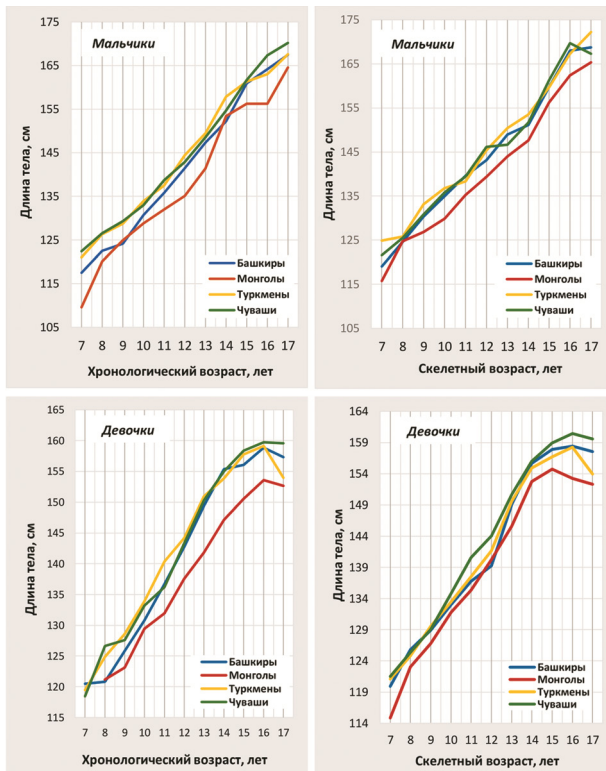 Мальчики
Длина тела, см
175
165
155
145
135
125
115
105
Башкиры
Монголы
Туркмены
Чуваши
7 8 9 10 11 12 13 14 15 16 17
Хронологический возраст, лет
Мальчики
Длина тела, см
175
165
155
145
135
125
115
105
Башкиры
Монголы
Туркмены
Чуваши
7 8 9 10 11 12 13 14 15 16 17
Скелетный возраст, лет
Девочки
Длина тела, см
165
160
155
150
145
140
135
130
125
120
115
Башкиры
Монголы
Туркмены
Чуваши
7 8 9 10 11 12 13 14 15 16 17
Хронологический возраст, лет
Девочки
Длина тела, см
164
159
154
149
144
139
134
129
124
119
114
Башкиры
Монголы
Туркмены
Чуваши
7 8 9 10 11 12 13 14 15 16 17
Скелетный возраст, лет